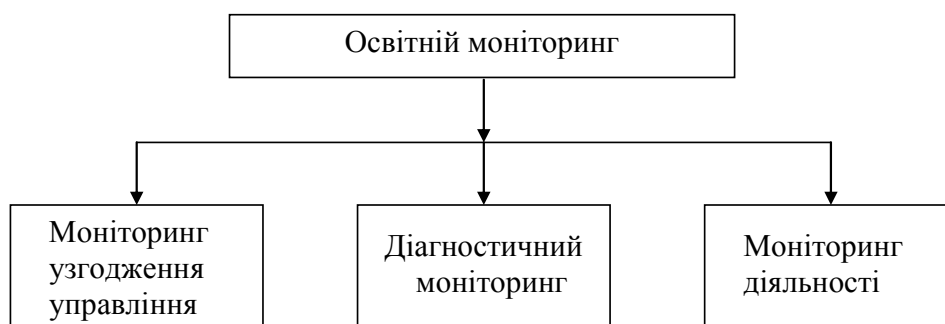 Освітній моніторинг
Моніторинг
узгодження
управління
Діагностичний
моніторинг
Моніторинг
діяльності